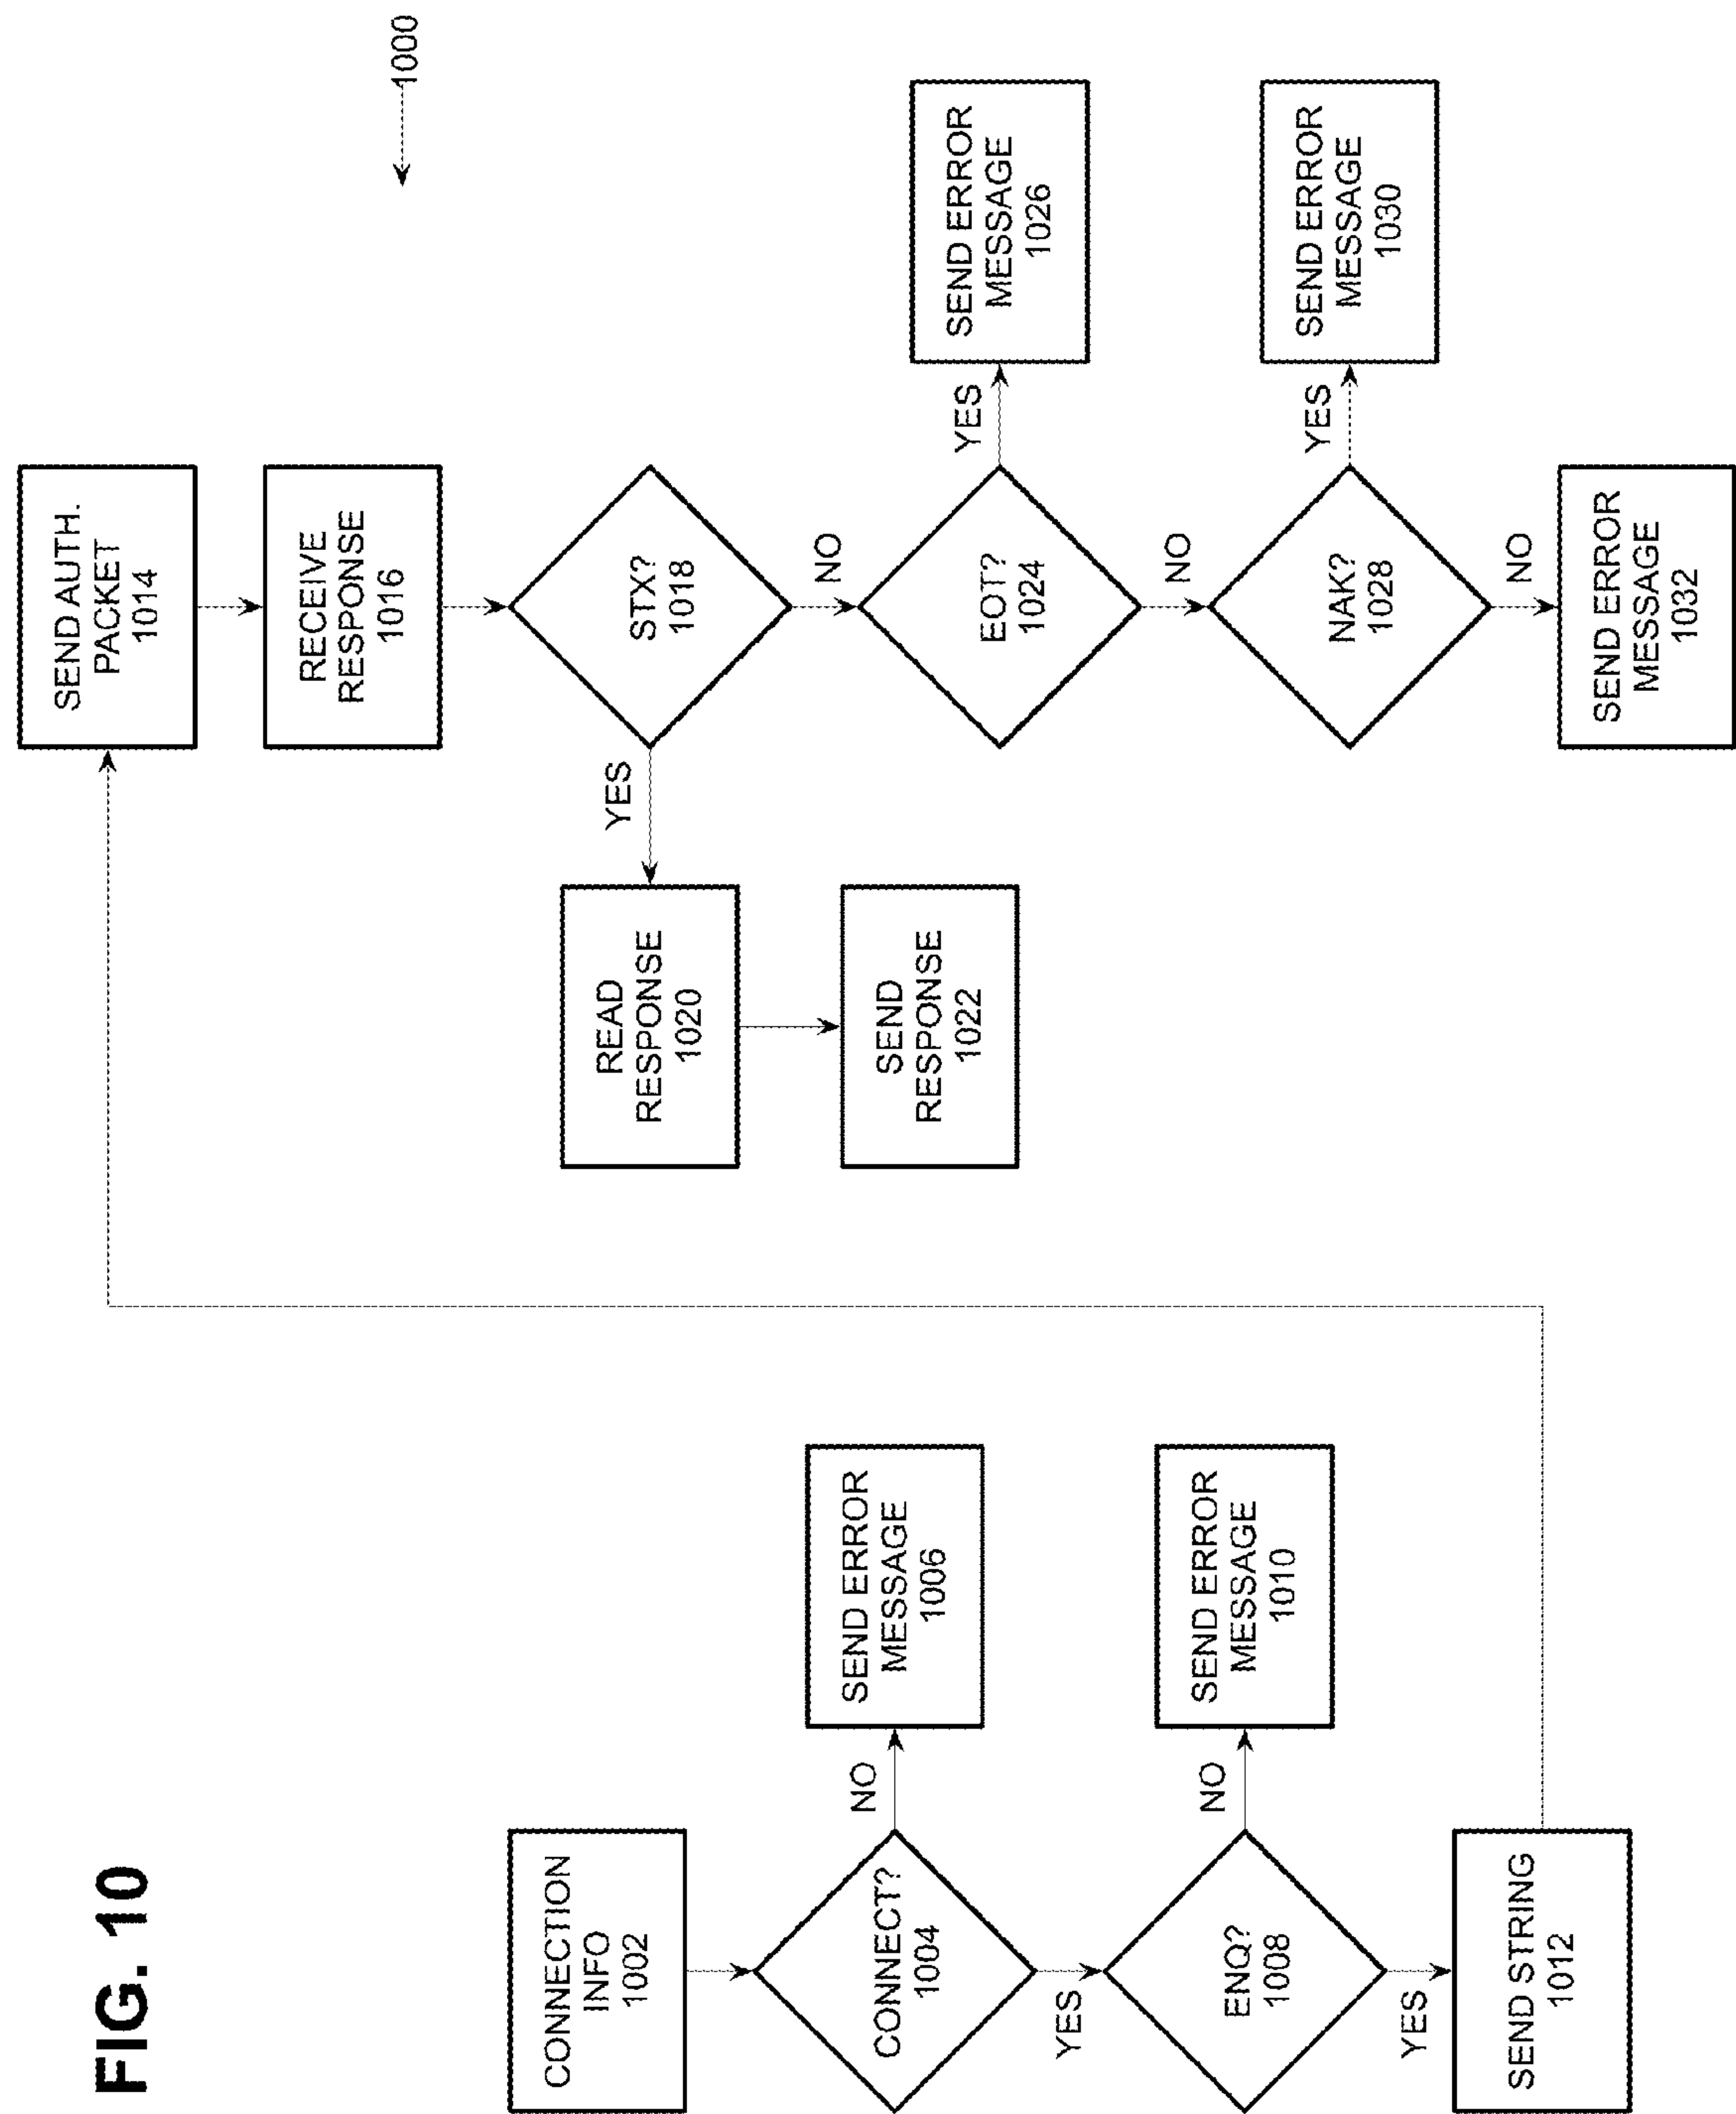 FIG. 10
1000
CONNECTION
INFO
1002
CONNECT?
1004
NO
SEND ERROR
MESSAGE
1006
YES
ENQ?
1008
NO
SEND ERROR
MESSAGE
1010
YES
SEND STRING
1012
SEND AUTH.
PACKET
1014
RECEIVE
RESPONSE
1016
STX?
1018
YES
READ
RESPONSE
1020
SEND
RESPONSE
1022
NO
EOT?
1024
YES
SEND ERROR
MESSAGE
1026
NO
NAK?
1028
YES
SEND ERROR
MESSAGE
1030
NO
SEND ERROR
MESSAGE
1032